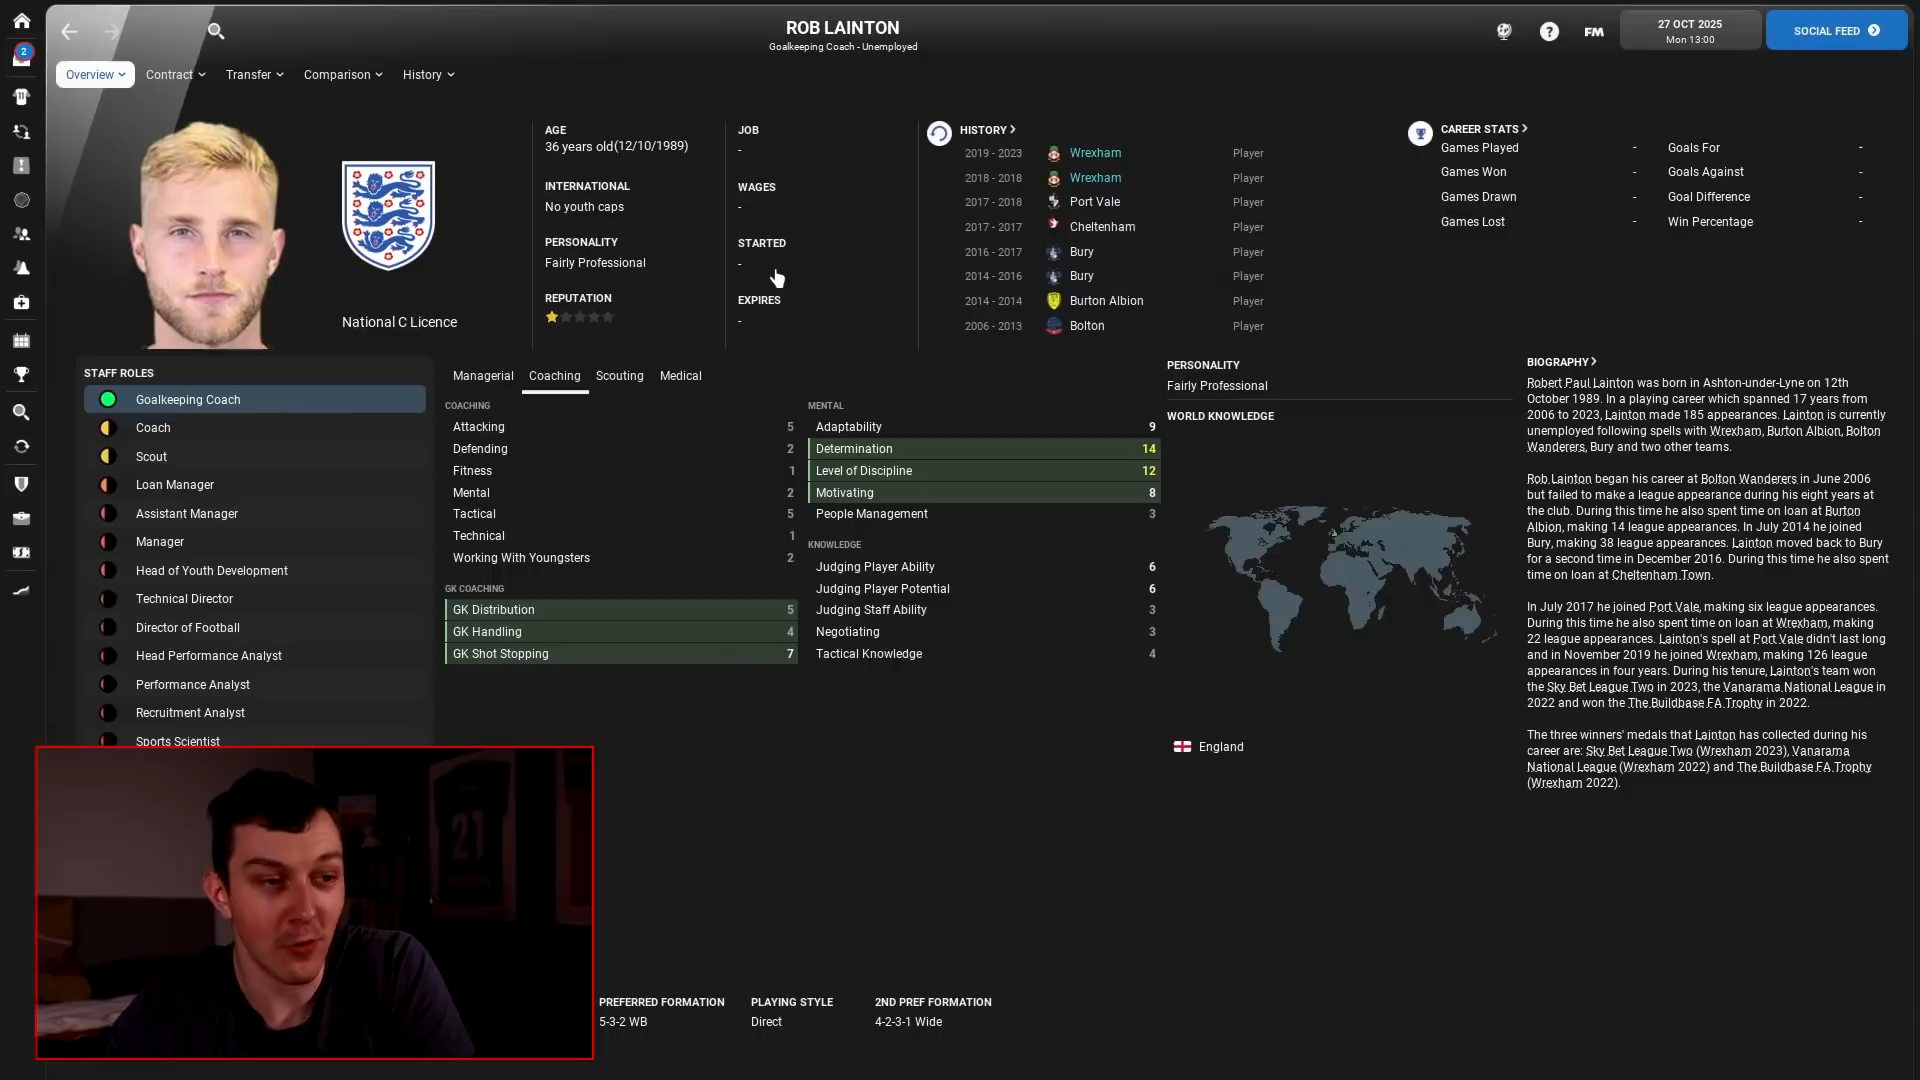 ROB LAINTON
Goalkeeping Coach - Unemployed
2
FM
27 OCT 2025
Mon 13:00
SOCIAL FEED
Overview
Contract
Transfer
Comparison
History
National C Licence
AGE
36 years old(12/10/1989)
INTERNATIONAL
No youth caps
PERSONALITY
Fairly Professional
REPUTATION
JOB
-
WAGES
-
STARTED
-
EXPIRES
-
HISTORY
2019 - 2023 Wrexham Player
2018 - 2018 Wrexham Player
2017 - 2018 Port Vale Player
2017 - 2017 Cheltenham Player
2016 - 2017 Bury Player
2014 - 2016 Bury Player
2014 - 2014 Burton Albion Player
2006 - 2013 Bolton Player
CAREER STATS
Games Played - Goals For -
Games Won - Goals Against -
Games Drawn - Goal Difference -
Games Lost - Win Percentage -
STAFF ROLES
Goalkeeping Coach
Coach
Scout
Loan Manager
Assistant Manager
Manager
Head of Youth Development
Technical Director
Director of Football
Head Performance Analyst
Performance Analyst
Recruitment Analyst
Sports Scientist
Managerial Coaching Scouting Medical
COACHING
Attacking 5
Defending 2
Fitness 1
Mental 2
Tactical 5
Technical 1
Working With Youngsters 2
GK COACHING
GK Distribution 5
GK Handling 4
GK Shot Stopping 7
MENTAL
Adaptability 9
Determination 14
Level of Discipline 12
Motivating 8
People Management 3
KNOWLEDGE
Judging Player Ability 6
Judging Player Potential 6
Judging Staff Ability 3
Negotiating 3
Tactical Knowledge 4
PERSONALITY
Fairly Professional
WORLD KNOWLEDGE
England
BIOGRAPHY
Robert Paul Lainton was born in Ashton-under-Lyne on 12th
October 1989. In a playing career which spanned 17 years from
2006 to 2023, Lainton made 185 appearances. Lainton is currently
unemployed following spells with Wrexham, Burton Albion, Bolton
Wanderers, Bury and two other teams.
Rob Lainton began his career at Bolton Wanderers in June 2006
but failed to make a league appearance during his eight years at
the club. During this time he also spent time on loan at Burton
Albion, making 14 league appearances. In July 2014 he joined
Bury, making 38 league appearances. Lainton moved back to Bury
for a second time in December 2016. During this time he also spent
time on loan at Cheltenham Town.
In July 2017 he joined Port Vale, making six league appearances.
During this time he also spent time on loan at Wrexham, making
22 league appearances. Lainton's spell at Port Vale didn't last long
and in November 2019 he joined Wrexham, making 126 league
appearances in four years. During his tenure, Lainton's team won
the Sky Bet League Two in 2023, the Vanarama National League in
2022 and won the The Buildbase FA Trophy in 2022.
The three winners' medals that Lainton has collected during his
career are: Sky Bet League Two (Wrexham 2023), Vanarama
National League (Wrexham 2022) and The Buildbase FA Trophy
(Wrexham 2022).
21
PREFERRED FORMATION
5-3-2 WB
PLAYING STYLE
Direct
2ND PREF FORMATION
4-2-3-1 Wide